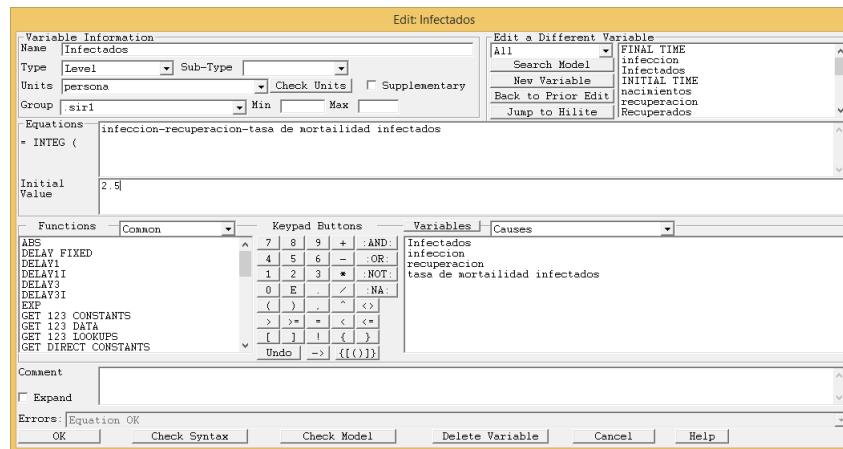 Edit: Infectados
Variable Information
Name Infectados
Type Level Sub-Type
Units persona Check Units Supplementary
Group .sir1 Min Max
Edit a Different Variable
All
Search Model
New Variable
Back to Prior Edit
Jump to Hilite
FINAL TIME
infeccion
Infectados
INITIAL TIME
nacimientos
recuperacion
Recuperados
Equations
= INTEG (
infeccion-recuperacion-tasa de mortailidad infectados
Initial
Value
2.5
Functions Common
ABS
DELAY FIXED
DELAY1
DELAY1I
DELAY3
DELAY3I
EXP
GET 123 CONSTANTS
GET 123 DATA
GET 123 LOOKUPS
GET DIRECT CONSTANTS
Keypad Buttons
7 8 9 + :AND:
4 5 6 - :OR:
1 2 3 * :NOT:
0 E . / :NA:
( ) , ^ <>
> >= = < <=
[ ] ! { }
Undo -> {[()]}
Variables Causes
Infectados
infeccion
recuperacion
tasa de mortailidad infectados
Comment
Expand
Errors: Equation OK
OK Check Syntax Check Model Delete Variable Cancel Help